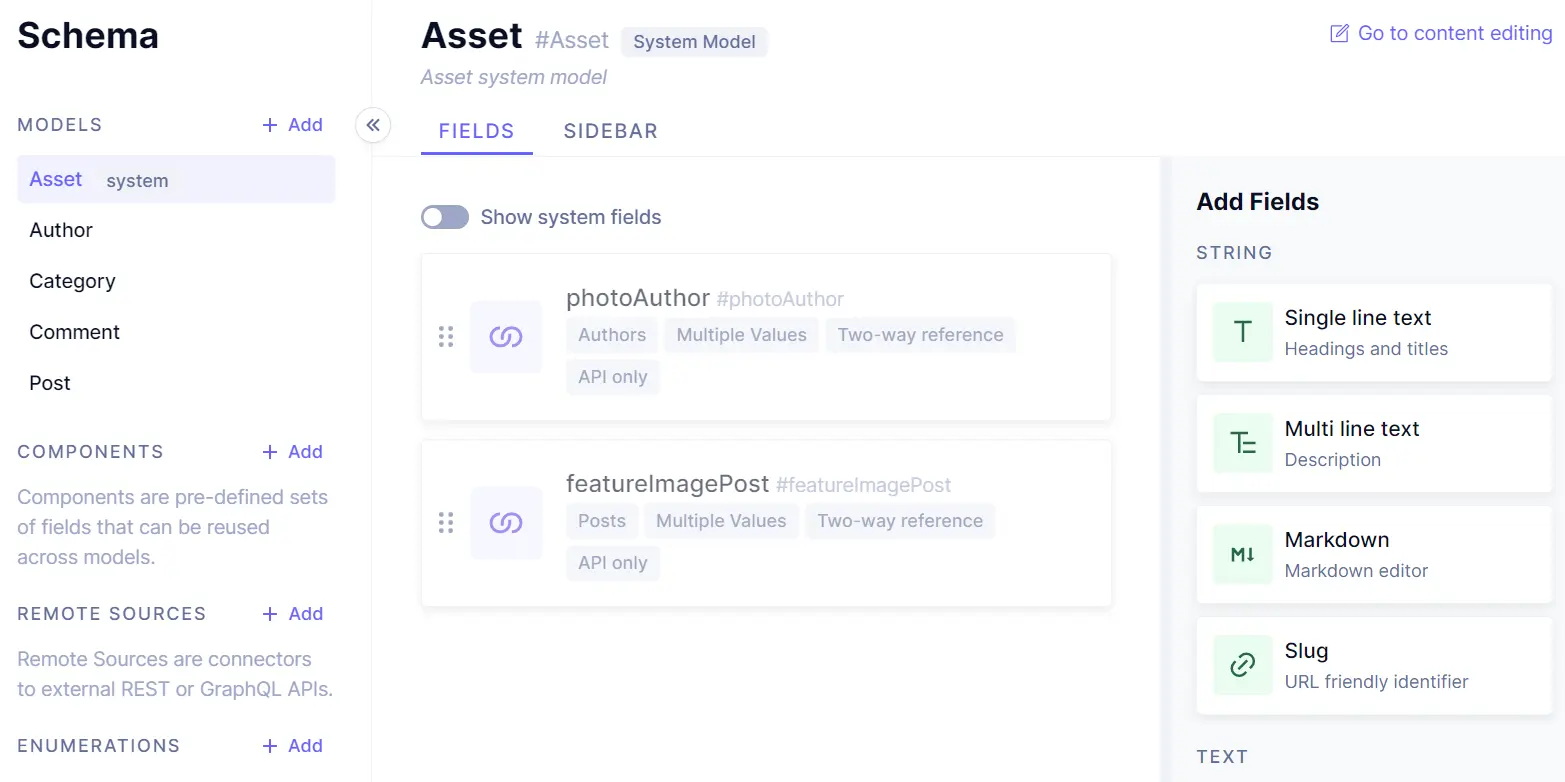 Schema
MODELS
+ Add
Asset system
Author
Category
Comment
Post
COMPONENTS
+ Add
Components are pre-defined sets
of fields that can be reused
across models.
REMOTE SOURCES
+ Add
Remote Sources are connectors
to external REST or GraphQL APIs.
ENUMERATIONS
+ Add
Asset #Asset System Model
Asset system model
Go to content editing
FIELDS SIDEBAR
Show system fields
photoAuthor #photoAuthor
Authors Multiple Values Two-way reference
API only
featureImagePost #featureImagePost
Posts Multiple Values Two-way reference
API only
Add Fields
STRING
T
Single line text
Headings and titles
Multi line text
Description
M↓
Markdown
Markdown editor
Slug
URL friendly identifier
TEXT